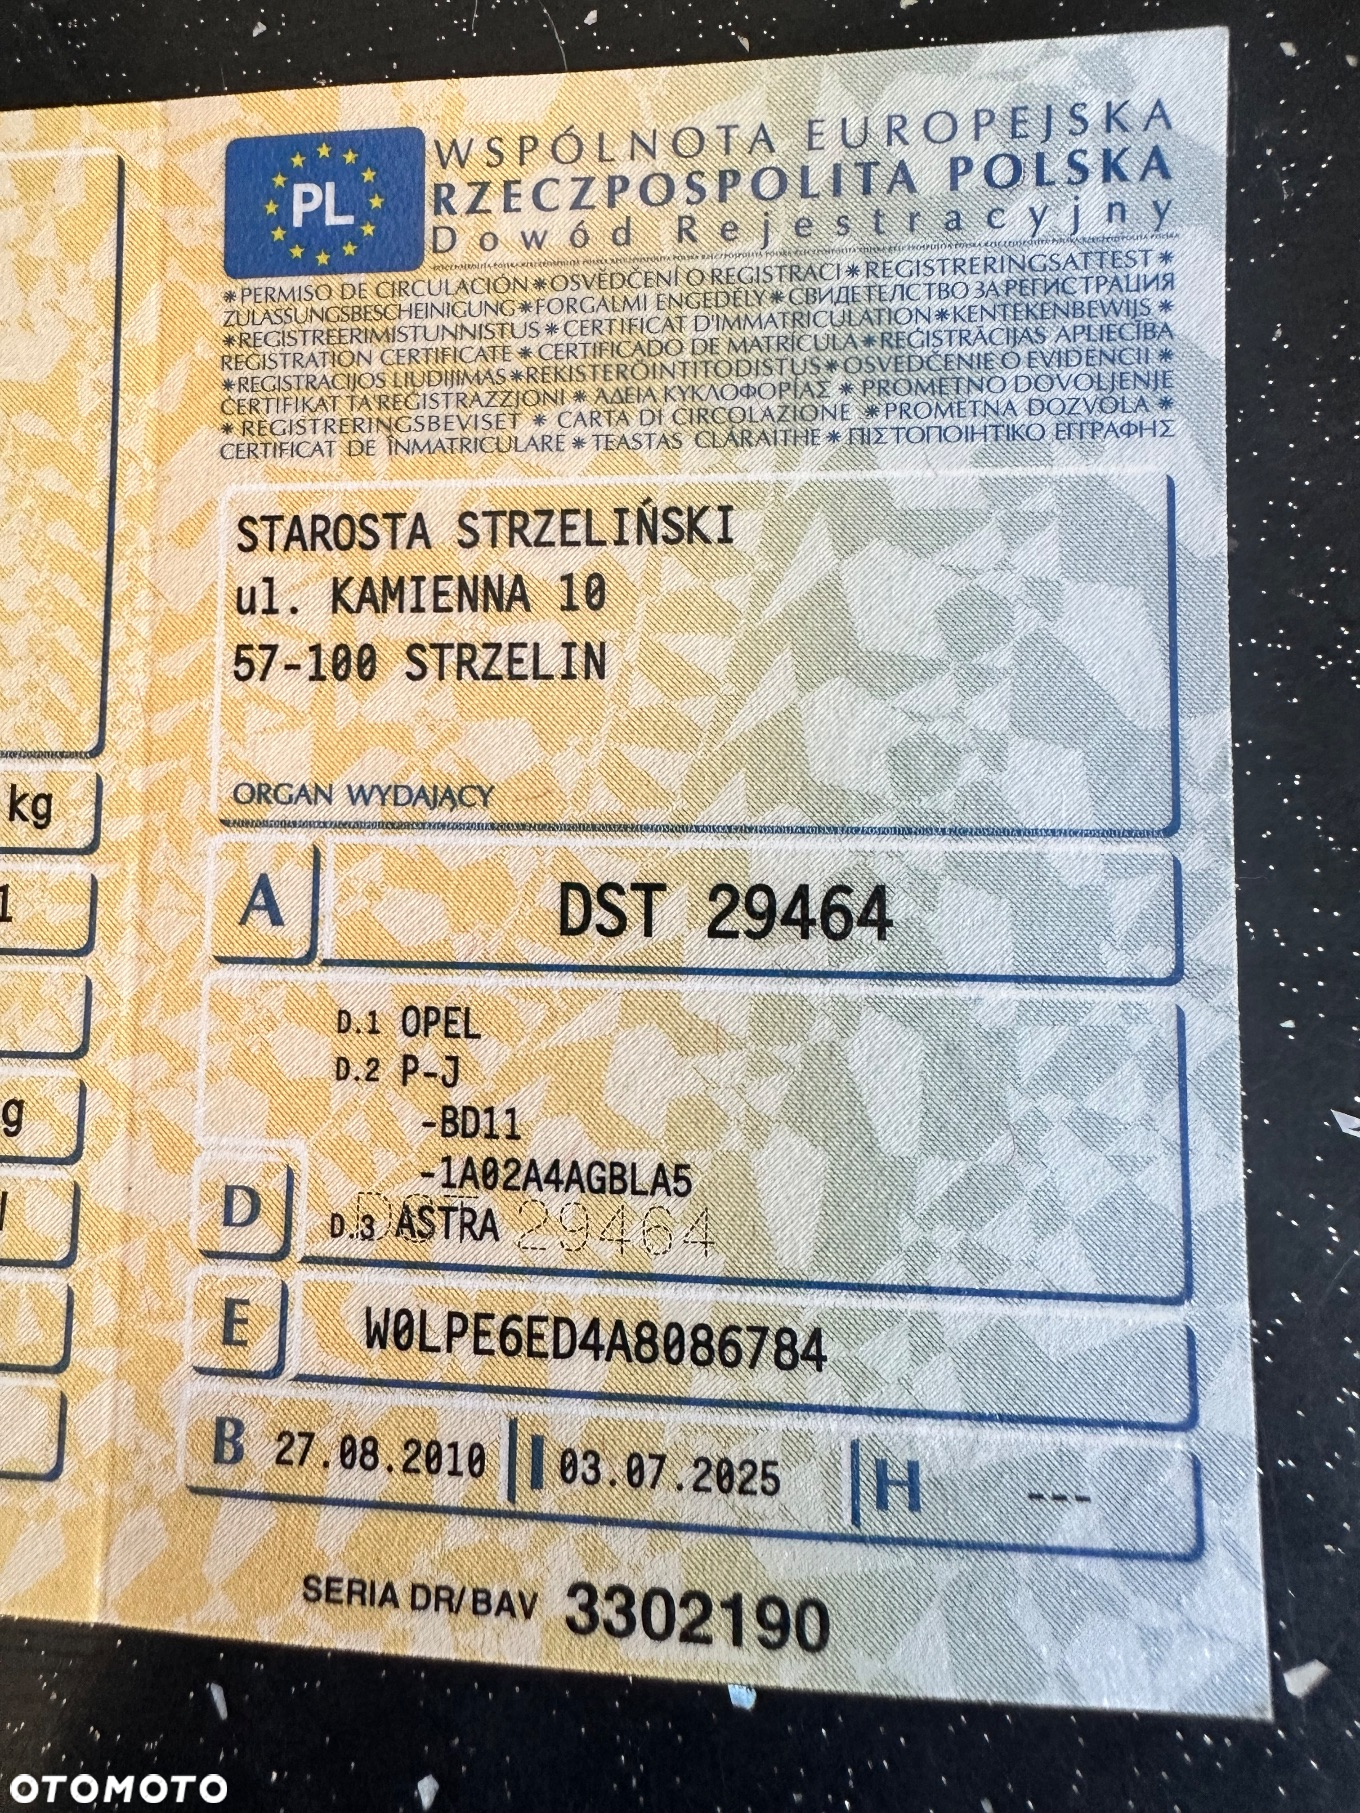 PL
WSPÓLNOTA EUROPEJSKA
RZECZPOSPOLITA POLSKA
Dowód Rejestracyjny
*PERMISO DE CIRCULACIÓN*OSVĚDČENÍ O REGISTRACI*REGISTRERINGSATTEST*
ZULASSUNGSBESCHEINIGUNG*FORGALMI ENGEDÉLY*СВИДЕТЕЛСТВО ЗА РЕГИСТРАЦИЯ
*REGISTREERIMISTUNNISTUS*CERTIFICAT D'IMMATRICULATION*KENTEKENBEWIJS*
REGISTRATION CERTIFICATE*CERTIFICADO DE MATRÍCULA*REĢISTRĀCIJAS APLIECĪBA
*REGISTRACIJOS LIUDIJIMAS*REKISTERÖINTITODISTUS*OSVEDČENIE O EVIDENCII*
ĊERTIFIKAT TA'REĠISTRAZZJONI*ΑΔΕΙΑ ΚΥΚΛΟΦΟΡΙΑΣ*PROMETNO DOVOLJENJE
*REGISTRERINGSBEVISET*CARTA DI CIRCOLAZIONE*PROMETNA DOZVOLA*
CERTIFICAT DE ÎNMATRICULARE*TEASTAS CLÁRAITHE*ΠΙΣΤΟΠΟΙΗΤΙΚΟ ΕΓΓΡΑΦΗΣ
STAROSTA STRZELIŃSKI
ul. KAMIENNA 10
57-100 STRZELIN
ORGAN WYDAJĄCY
kg
1
A DST 29464
D.1 OPEL
D.2 P-J
g
-BD11
-1A02A4AGBLA5
D D.3 ASTRA
DST 29464
E W0LPE6ED4A8086784
B 27.08.2010 I 03.07.2025 H ---
SERIA DR/BAV 3302190
OTOMOTO